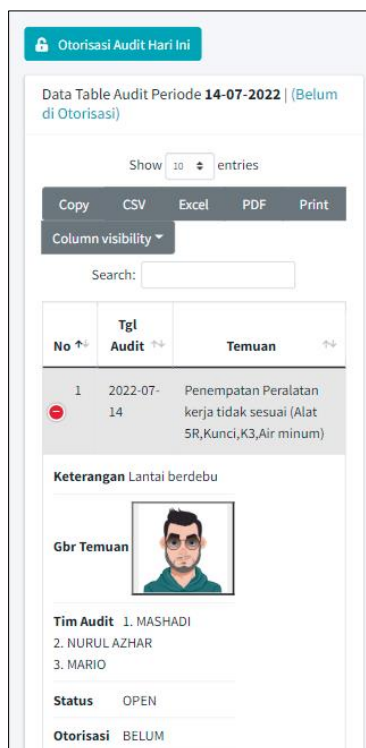 Otorisasi Audit Hari Ini
Data Table Audit Periode 14-07-2022 | (Belum
di Otorisasi)
Show 10 entries
Copy CSV Excel PDF Print
Column visibility
Search:
No Tgl Audit Temuan
1 2022-07-14 Penempatan Peralatan
kerja tidak sesuai (Alat
5R,Kunci,K3,Air minum)
Keterangan Lantai berdebu
Gbr Temuan
Tim Audit 1. MASHADI
2. NURUL AZHAR
3. MARIO
Status OPEN
Otorisasi BELUM